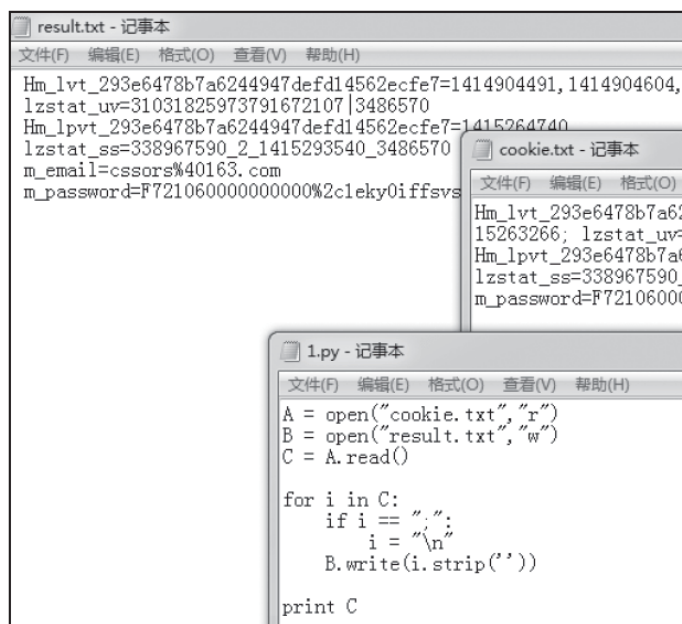 result.txt - 记事本
文件(F) 编辑(E) 格式(O) 查看(V) 帮助(H)
Hm_lvt_293e6478b7a6244947defd14562ecfe7=1414904491,1414904604,
lzstat_uv=31031825973791672107|3486570
Hm_lpvt_293e6478b7a6244947defd14562ecfe7=1415264740
lzstat_ss=338967590_2_1415293540_3486570
m_email=cssors%40163.com
m_password=F721060000000000%2c1eky0iffsvs
cookie.txt - 记事本
文件(F) 编辑(E) 格式(O)
Hm_lvt_293e6478b7a62
15263266; lzstat_uv=
Hm_lpvt_293e6478b7a6
lzstat_ss=338967590_
m_password=F7210600
1.py - 记事本
文件(F) 编辑(E) 格式(O) 查看(V) 帮助(H)
A = open("cookie.txt","r")
B = open("result.txt","w")
C = A.read()
for i in C:
    if i == ";":
        i = "\n"
    B.write(i.strip(' '))
print C